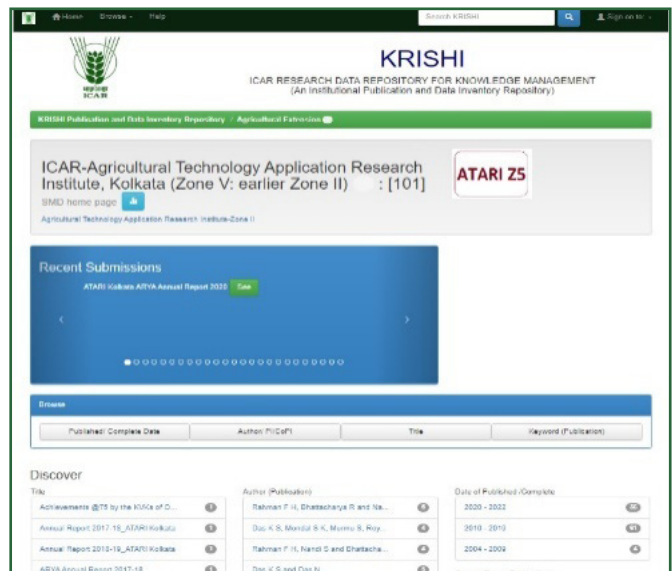 Home Browse Help Search KRISHI Sign on to:
ICAR
KRISHI
ICAR RESEARCH DATA REPOSITORY FOR KNOWLEDGE MANAGEMENT
(An Institutional Publication and Data Inventory Repository)
KRISHI Publication and Data Inventory Repository / Agricultural Extension
ICAR-Agricultural Technology Application Research
Institute, Kolkata (Zone V: earlier Zone II) : [101]
ATARI Z5
SMD home page
Agricultural Technology Application Research Institute-Zone II
Recent Submissions
ATARI Kolkata ARYA Annual Report 2020 See
Browse
Published/ Complete Date Author/ PI/CoPI Title Keyword (Publication)
Discover
Title
Achievements @75 by the KVKs of O...
Annual Report 2017-18_ATARI Kolkata
Annual Report 2018-19_ATARI Kolkata
ARYA Annual Report 2017-18
Author (Publication)
Rahman F H, Bhattacharya R and Na...
Das K S, Mondal S K, Murmu S, Roy...
Rahman F H, Nandi S and Bhattacha...
Das K S and Das N
Date of Published /Complete
2020 - 2022
2010 - 2019
2004 - 2009